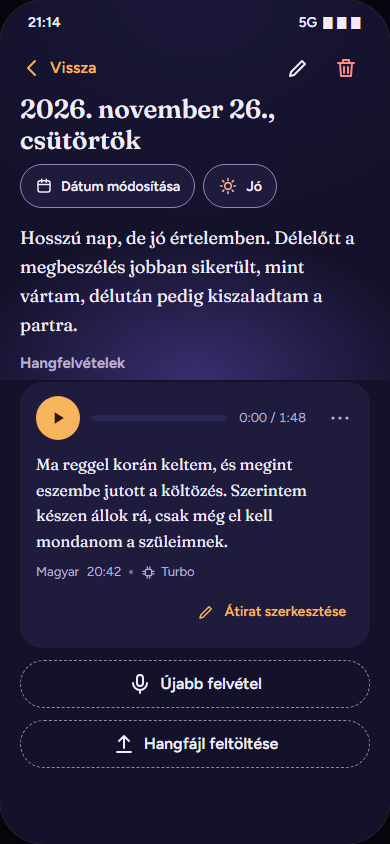 21:14
5G
Vissza
2026. november 26.,
csütörtök
Dátum módosítása
Jó
Hosszú nap, de jó értelemben. Délelőtt a
megbeszélés jobban sikerült, mint
vártam, délután pedig kiszaladtam a
partra.
Hangfelvételek
0:00 / 1:48
Ma reggel korán keltem, és megint
eszembe jutott a költözés. Szerintem
készen állok rá, csak még el kell
mondanom a szüleimnek.
Magyar 20:42 • Turbo
Átirat szerkesztése
Újabb felvétel
Hangfájl feltöltése